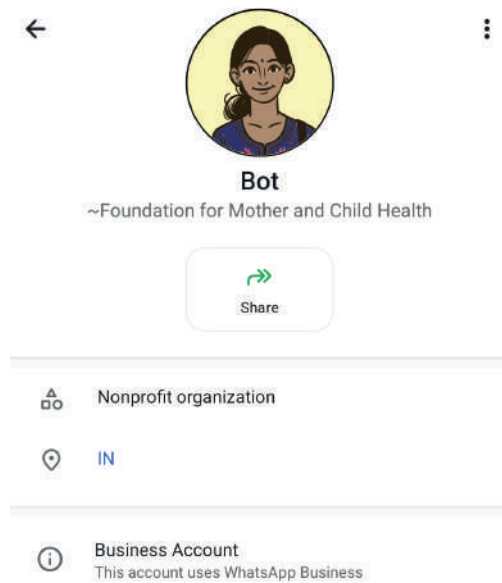 Bot
~Foundation for Mother and Child Health
Share
Nonprofit organization
IN
Business Account
This account uses WhatsApp Business